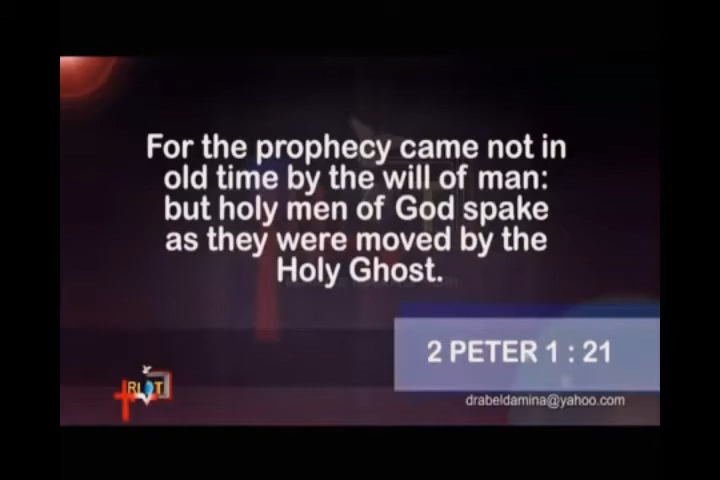 For the prophecy came not in
old time by the will of man:
but holy men of God spake
as they were moved by the
Holy Ghost.
2 PETER 1 : 21
drabeldamina@yahoo.com